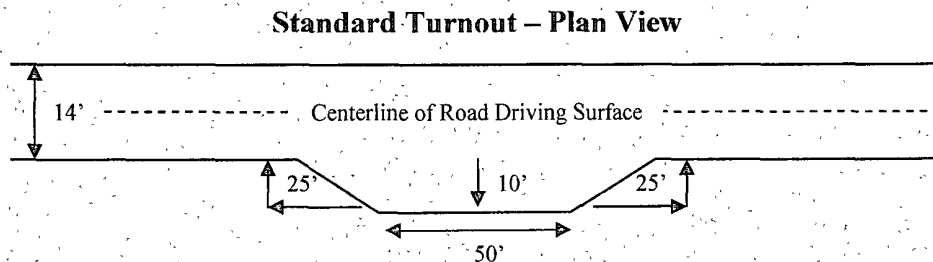 Standard Turnout – Plan View
14'
Centerline of Road Driving Surface
25'
10'
25'
50'